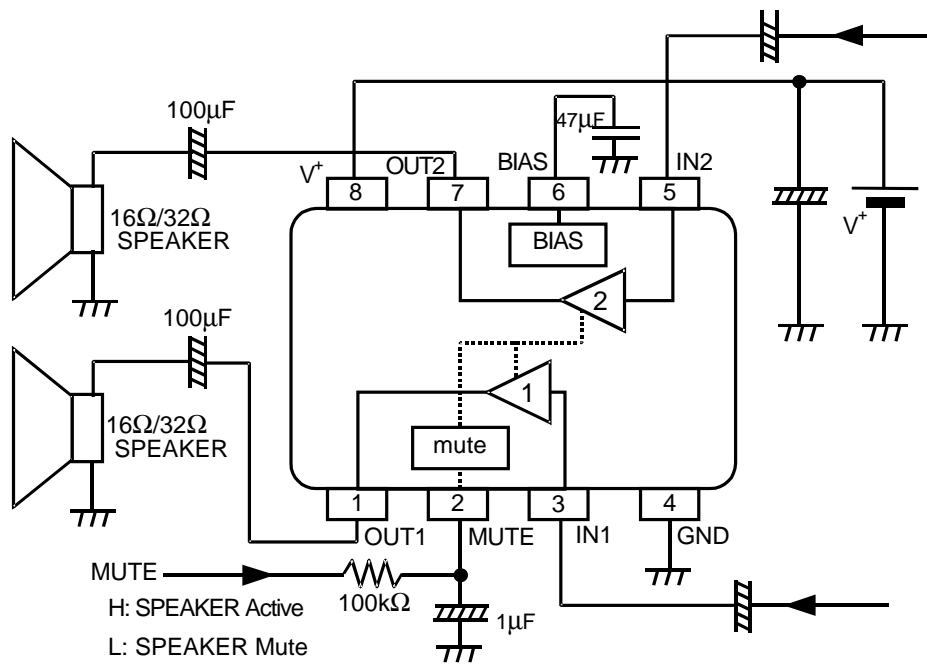 100µF
47µF
V+
OUT2
BIAS
IN2
8
7
6
5
16Ω/32Ω
SPEAKER
BIAS
V+
2
100µF
1
16Ω/32Ω
SPEAKER
mute
1
2
3
4
OUT1
MUTE
IN1
GND
MUTE
100kΩ
H: SPEAKER Active
1µF
L: SPEAKER Mute